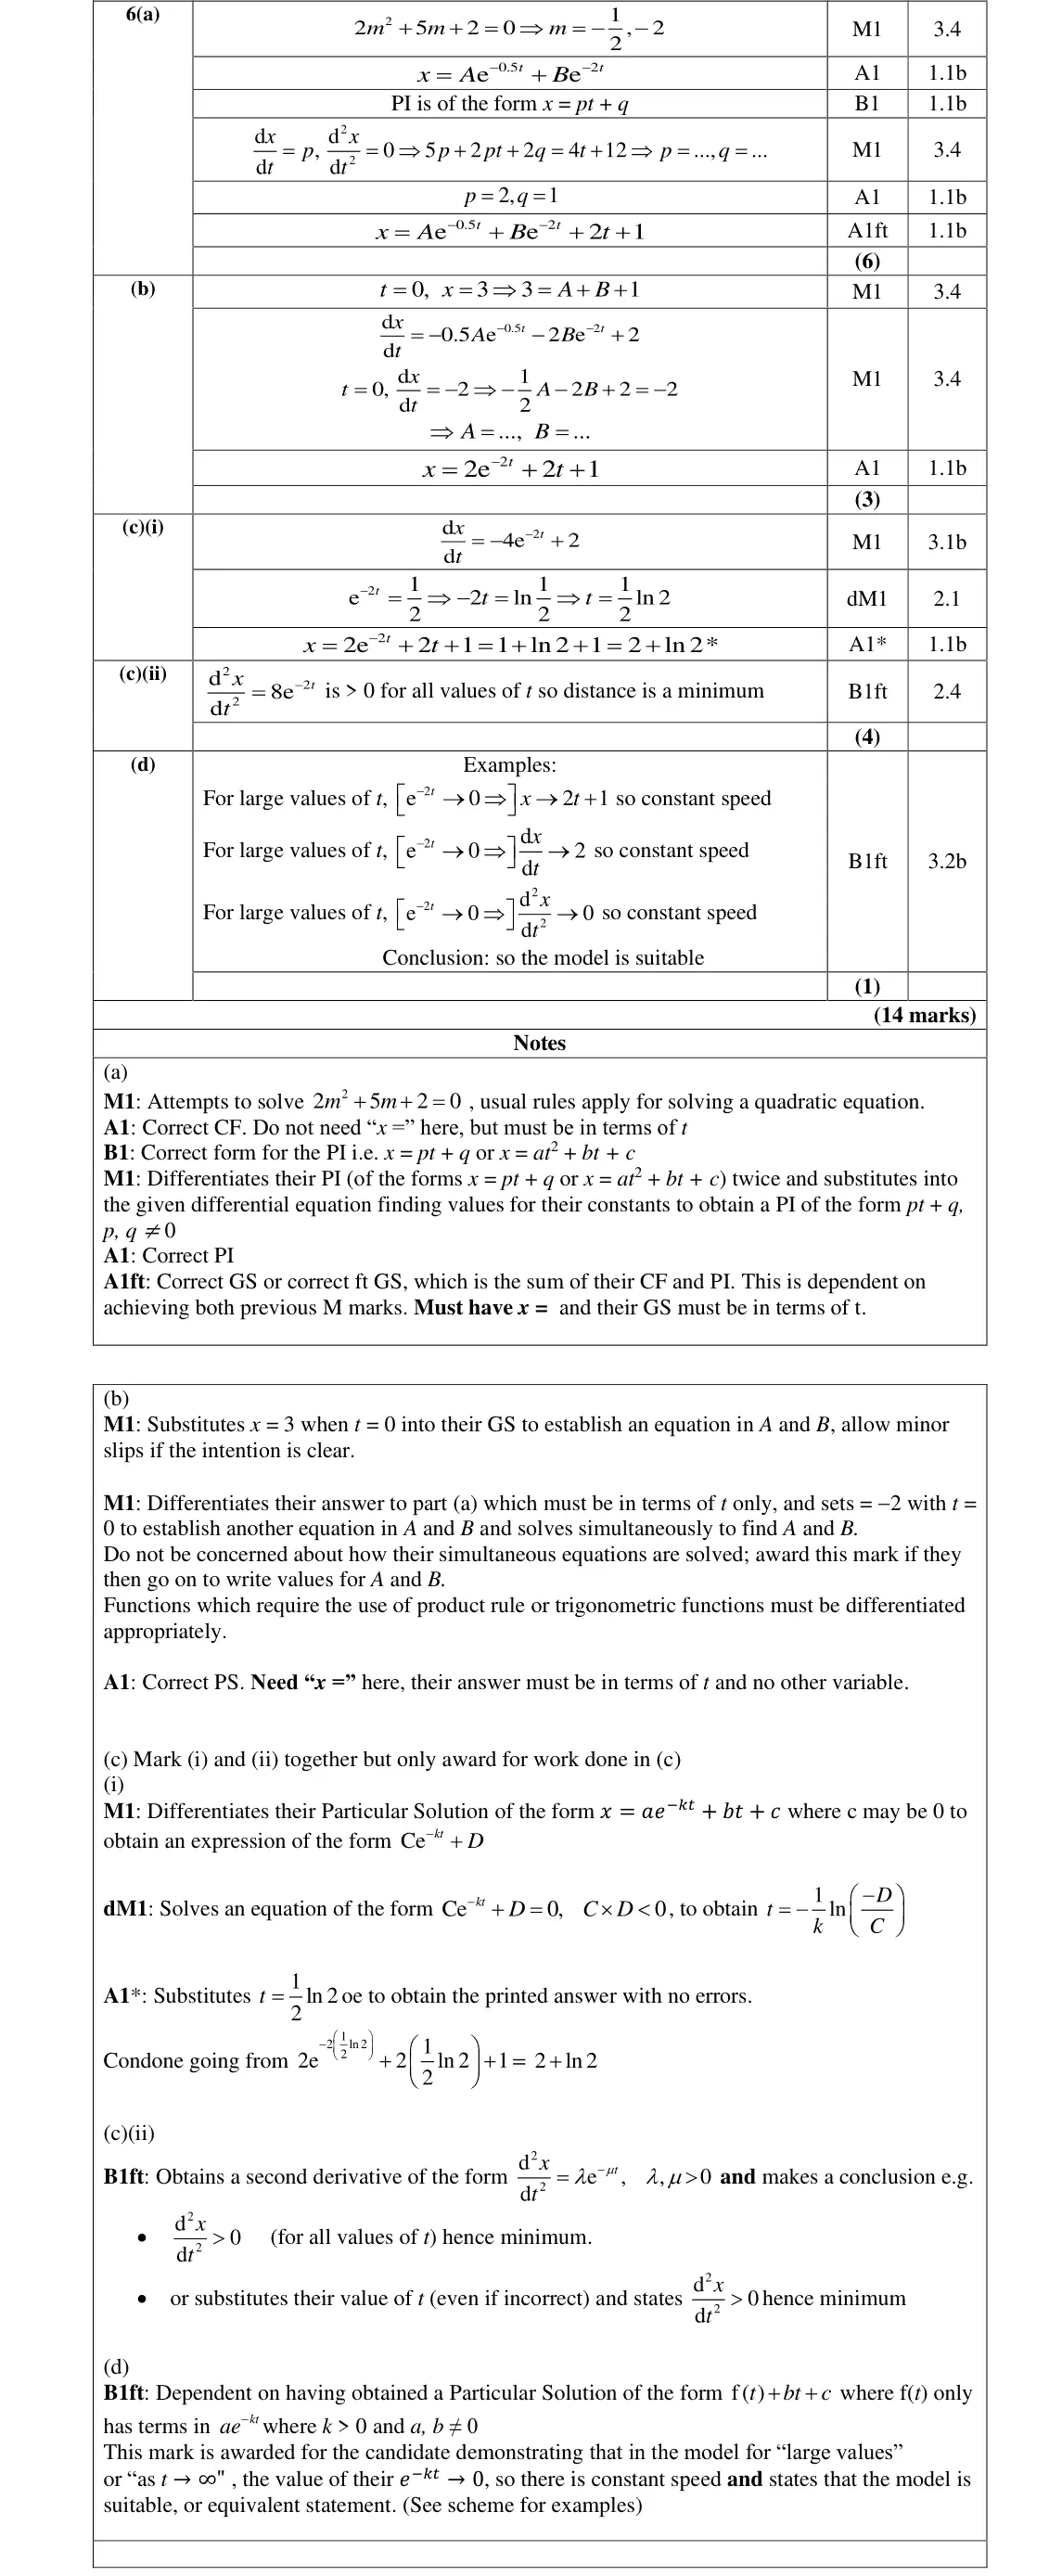 6(a) 2m² + 5m + 2 = 0 ⇒ m = −1/2, −2 M1 3.4
x = Ae^(−0.5t) + Be^(−2t) A1 1.1b
PI is of the form x = pt + q B1 1.1b
dx/dt = p, d²x/dt² = 0 ⇒ 5p + 2pt + 2q = 4t + 12 ⇒ p = ..., q = ... M1 3.4
p = 2, q = 1 A1 1.1b
x = Ae^(−0.5t) + Be^(−2t) + 2t + 1 A1ft 1.1b
(6)
(b) t = 0, x = 3 ⇒ 3 = A + B + 1 M1 3.4
dx/dt = −0.5Ae^(−0.5t) − 2Be^(−2t) + 2
t = 0, dx/dt = −2 ⇒ −1/2 A − 2B + 2 = −2 M1 3.4
⇒ A = ..., B = ...
x = 2e^(−2t) + 2t + 1 A1 1.1b
(3)
(c)(i) dx/dt = −4e^(−2t) + 2 M1 3.1b
e^(−2t) = 1/2 ⇒ −2t = ln 1/2 ⇒ t = 1/2 ln 2 dM1 2.1
x = 2e^(−2t) + 2t + 1 = 1 + ln 2 + 1 = 2 + ln 2 * A1* 1.1b
(c)(ii) d²x/dt² = 8e^(−2t) is > 0 for all values of t so distance is a minimum B1ft 2.4
(4)
(d) Examples:
For large values of t, [e^(−2t) → 0 ⇒] x → 2t + 1 so constant speed
For large values of t, [e^(−2t) → 0 ⇒] dx/dt → 2 so constant speed B1ft 3.2b
For large values of t, [e^(−2t) → 0 ⇒] d²x/dt² → 0 so constant speed
Conclusion: so the model is suitable
(1)
(14 marks)
Notes
(a)
M1: Attempts to solve 2m² + 5m + 2 = 0 , usual rules apply for solving a quadratic equation.
A1: Correct CF. Do not need “x =” here, but must be in terms of t
B1: Correct form for the PI i.e. x = pt + q or x = at² + bt + c
M1: Differentiates their PI (of the forms x = pt + q or x = at² + bt + c) twice and substitutes into
the given differential equation finding values for their constants to obtain a PI of the form pt + q,
p, q ≠ 0
A1: Correct PI
A1ft: Correct GS or correct ft GS, which is the sum of their CF and PI. This is dependent on
achieving both previous M marks. Must have x = and their GS must be in terms of t.
(b)
M1: Substitutes x = 3 when t = 0 into their GS to establish an equation in A and B, allow minor
slips if the intention is clear.
M1: Differentiates their answer to part (a) which must be in terms of t only, and sets = −2 with t =
0 to establish another equation in A and B and solves simultaneously to find A and B.
Do not be concerned about how their simultaneous equations are solved; award this mark if they
then go on to write values for A and B.
Functions which require the use of product rule or trigonometric functions must be differentiated
appropriately.
A1: Correct PS. Need “x =” here, their answer must be in terms of t and no other variable.
(c) Mark (i) and (ii) together but only award for work done in (c)
(i)
M1: Differentiates their Particular Solution of the form x = ae^(−kt) + bt + c where c may be 0 to
obtain an expression of the form Ce^(−kt) + D
dM1: Solves an equation of the form Ce^(−kt) + D = 0, C × D < 0, to obtain t = −1/k ln(−D/C)
A1*: Substitutes t = 1/2 ln 2 oe to obtain the printed answer with no errors.
Condone going from 2e^(−2(1/2 ln 2)) + 2(1/2 ln 2) + 1 = 2 + ln 2
(c)(ii)
B1ft: Obtains a second derivative of the form d²x/dt² = λe^(−μt), λ, μ > 0 and makes a conclusion e.g.
• d²x/dt² > 0 (for all values of t) hence minimum.
• or substitutes their value of t (even if incorrect) and states d²x/dt² > 0 hence minimum
(d)
B1ft: Dependent on having obtained a Particular Solution of the form f(t) + bt + c where f(t) only
has terms in ae^(−kt) where k > 0 and a, b ≠ 0
This mark is awarded for the candidate demonstrating that in the model for “large values”
or “as t → ∞" , the value of their e^(−kt) → 0, so there is constant speed and states that the model is
suitable, or equivalent statement. (See scheme for examples)